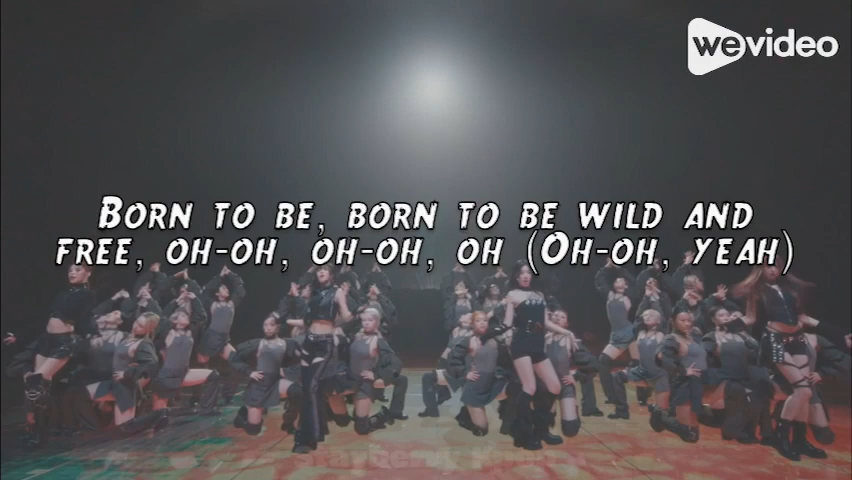 wevideo
BORN TO BE, BORN TO BE WILD AND
FREE, OH-OH, OH-OH, OH (OH-OH, YEAH)